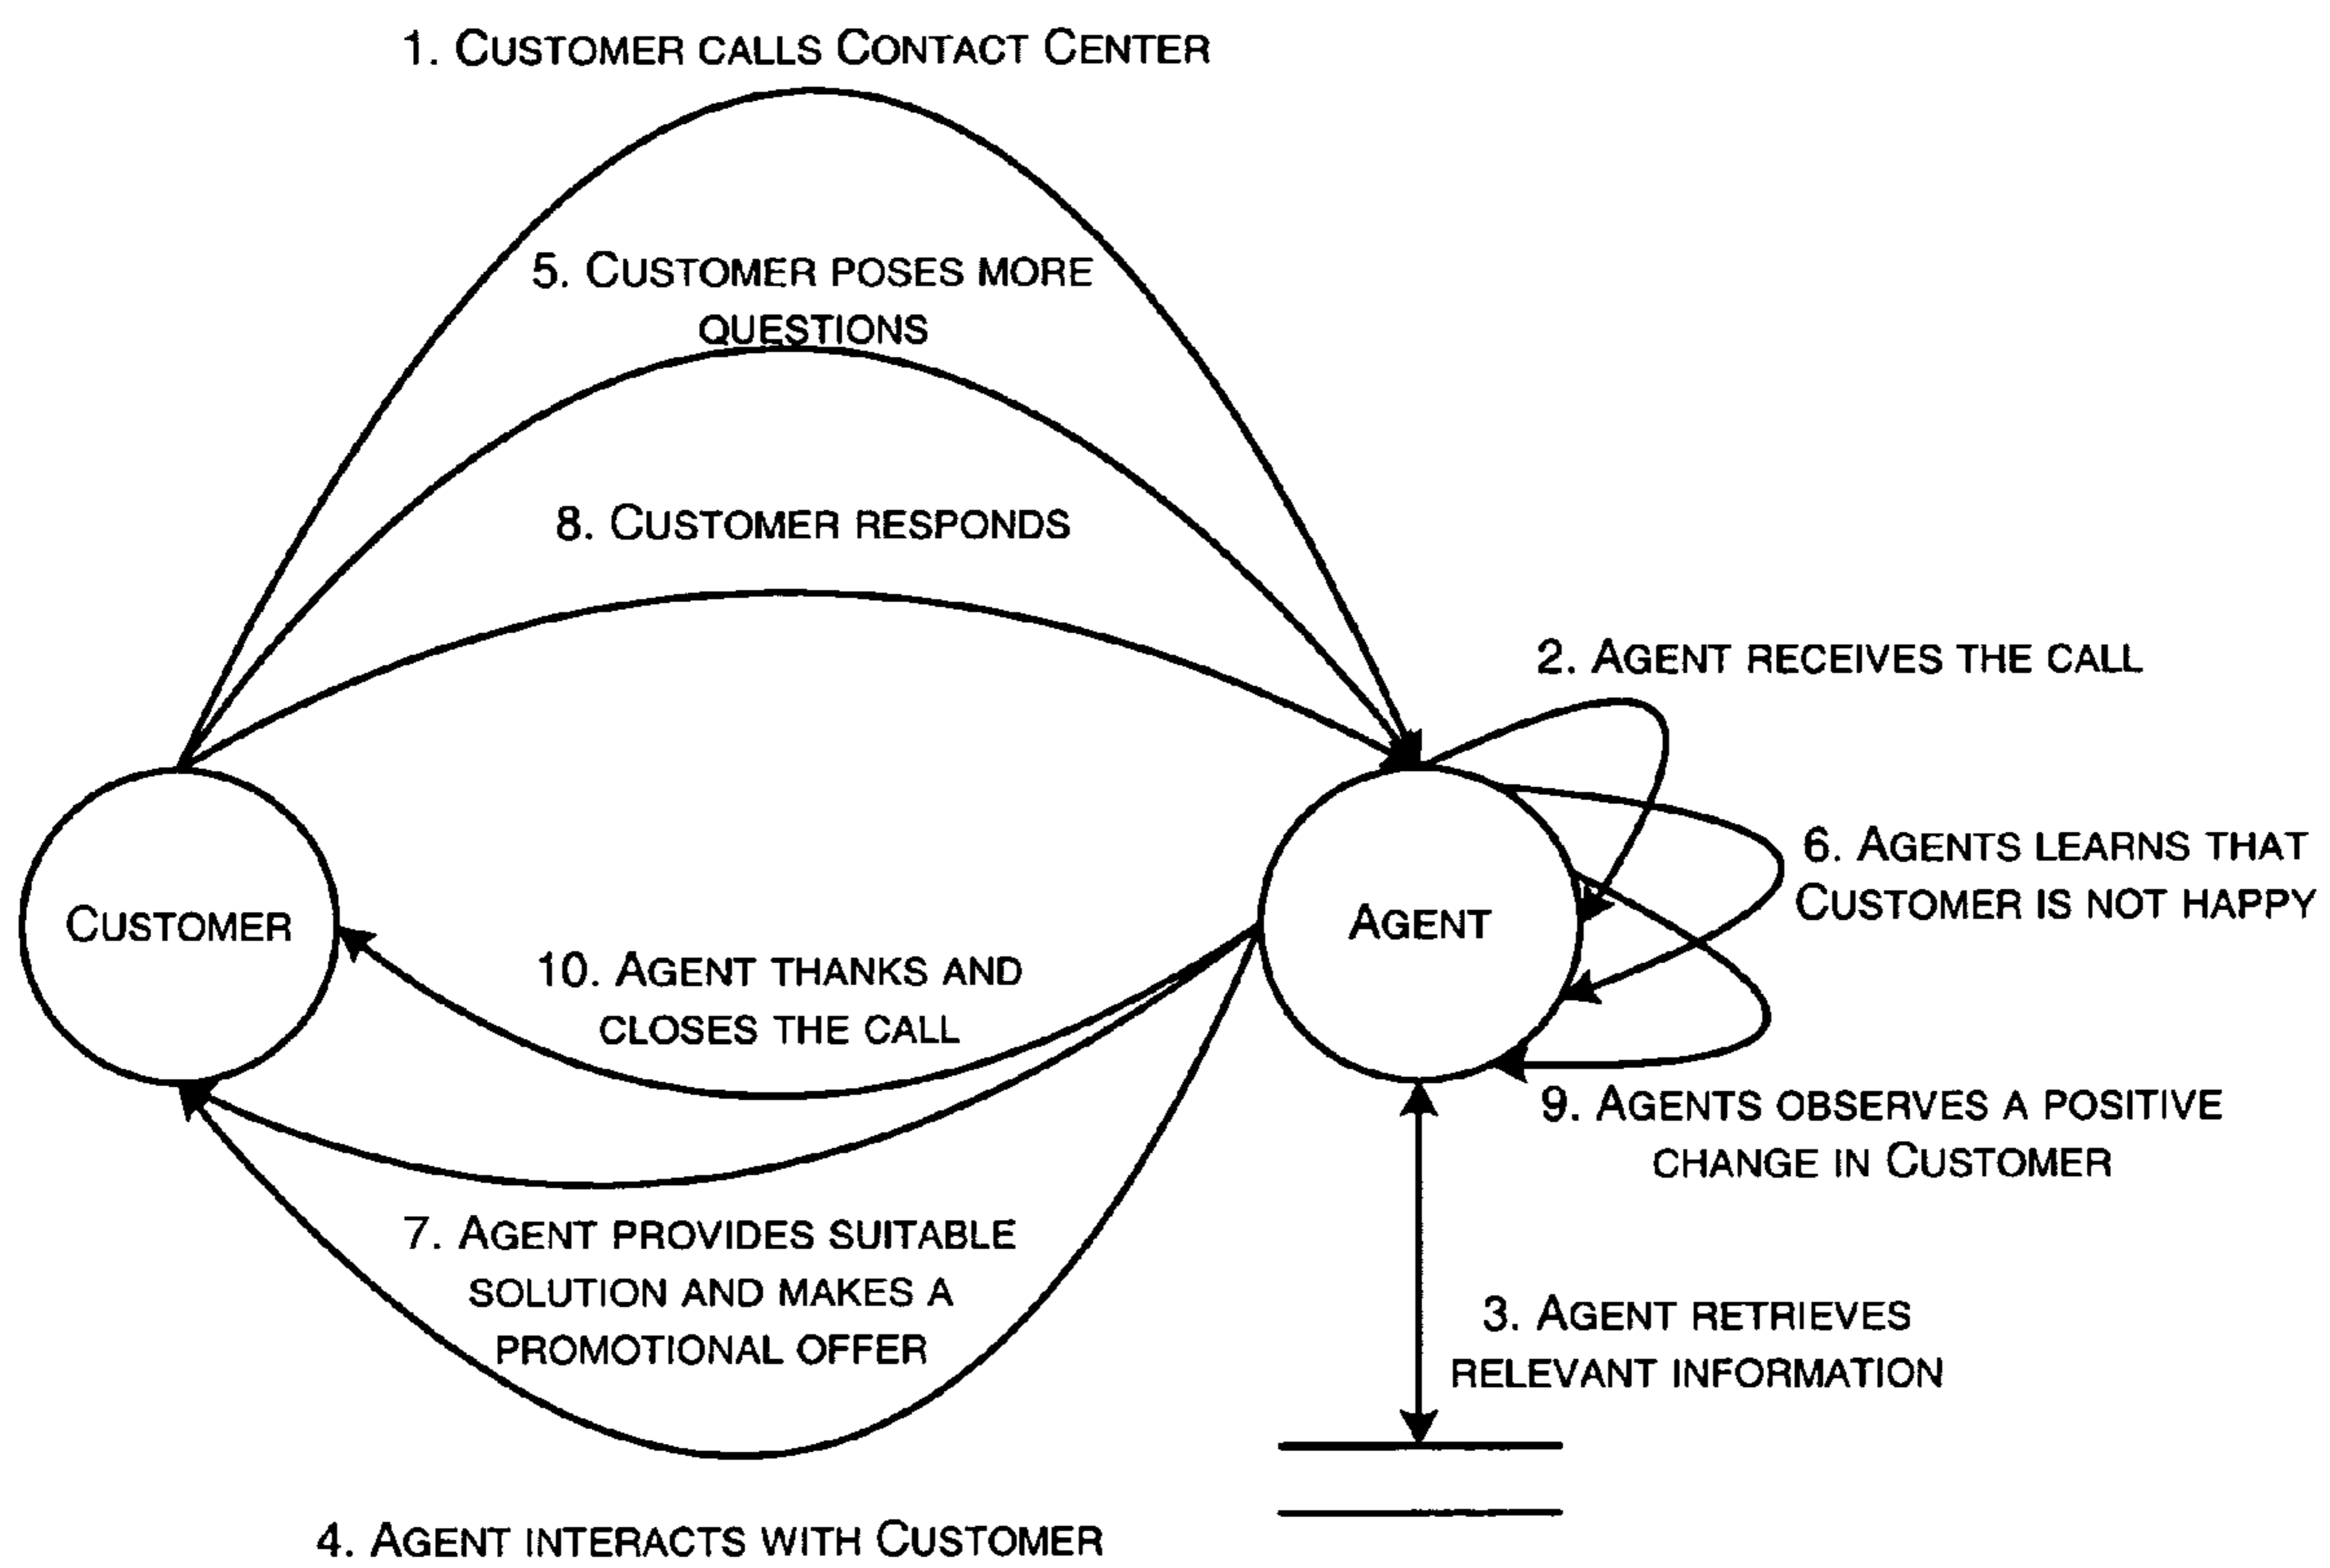 1. CUSTOMER CALLS CONTACT CENTER
5. CUSTOMER POSES MORE
QUESTIONS
8. CUSTOMER RESPONDS
2. AGENT RECEIVES THE CALL
6. AGENTS LEARNS THAT
CUSTOMER IS NOT HAPPY
CUSTOMER
AGENT
10. AGENT THANKS AND
CLOSES THE CALL
9. AGENTS OBSERVES A POSITIVE
CHANGE IN CUSTOMER
7. AGENT PROVIDES SUITABLE
SOLUTION AND MAKES A
PROMOTIONAL OFFER
3. AGENT RETRIEVES
RELEVANT INFORMATION
4. AGENT INTERACTS WITH CUSTOMER